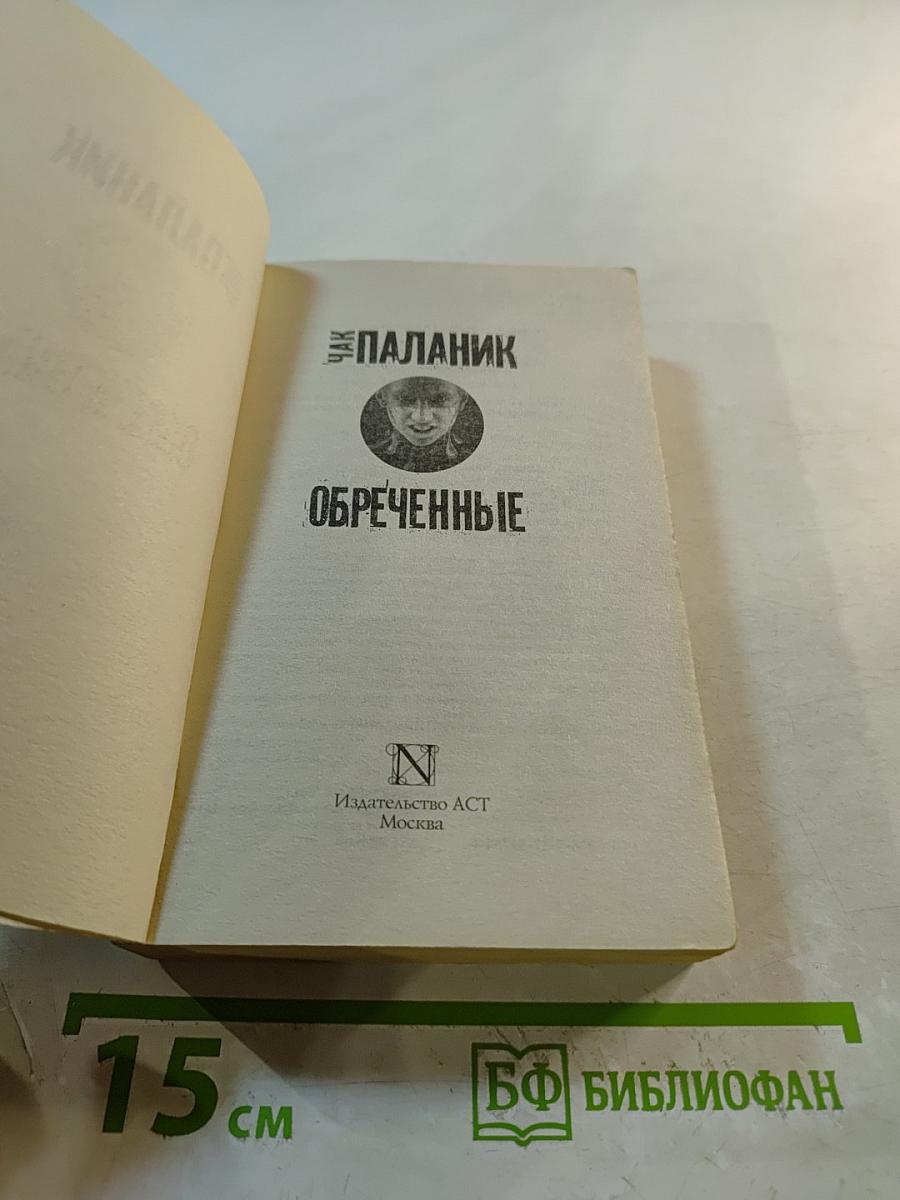 ЧАК ПАЛАНИК
ОБРЕЧЕННЫЕ
N
Издательство АСТ
Москва
15 см
БФ БИБЛИОФАН